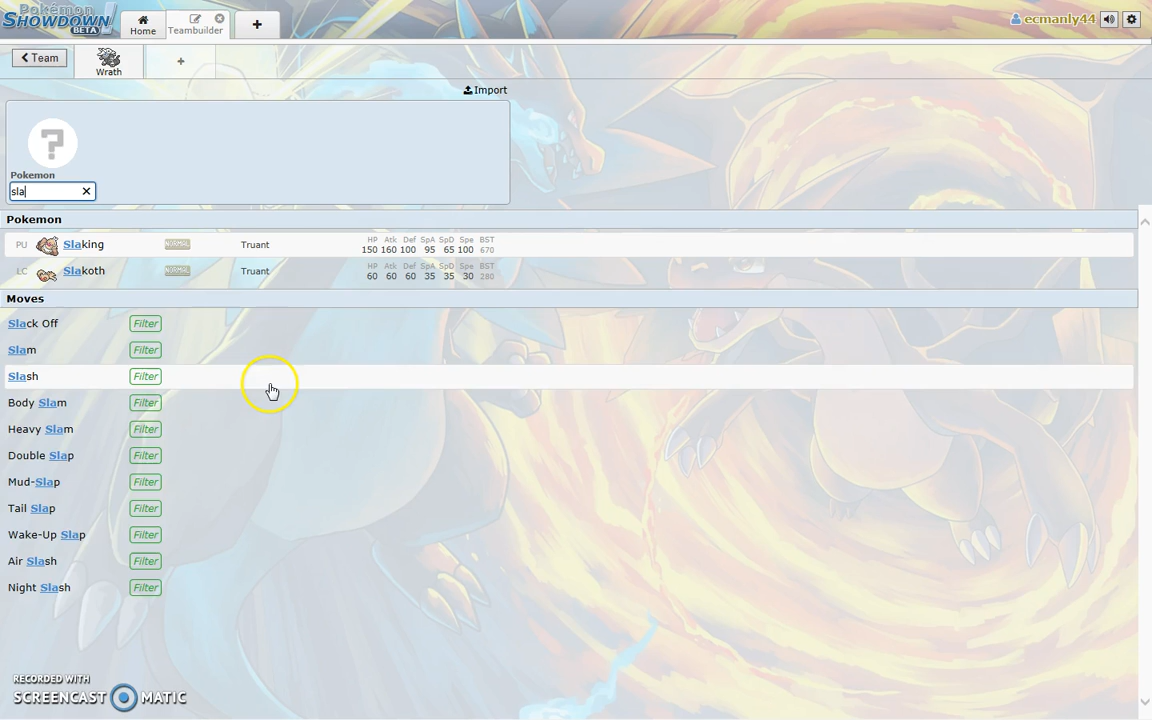 Pokémon
SHOWDOWN!
BETA
Home
Teambuilder
+
ecmanly44
< Team
Wrath
+
Import
?
Pokemon
sla
Pokemon
PU Slaking NORMAL Truant HP 150 Atk 160 Def 100 SpA 95 SpD 65 Spe 100 BST 670
LC Slakoth NORMAL Truant HP 60 Atk 60 Def 60 SpA 35 SpD 35 Spe 30 BST 280
Moves
Slack Off Filter
Slam Filter
Slash Filter
Body Slam Filter
Heavy Slam Filter
Double Slap Filter
Mud-Slap Filter
Tail Slap Filter
Wake-Up Slap Filter
Air Slash Filter
Night Slash Filter
RECORDED WITH
SCREENCAST MATIC